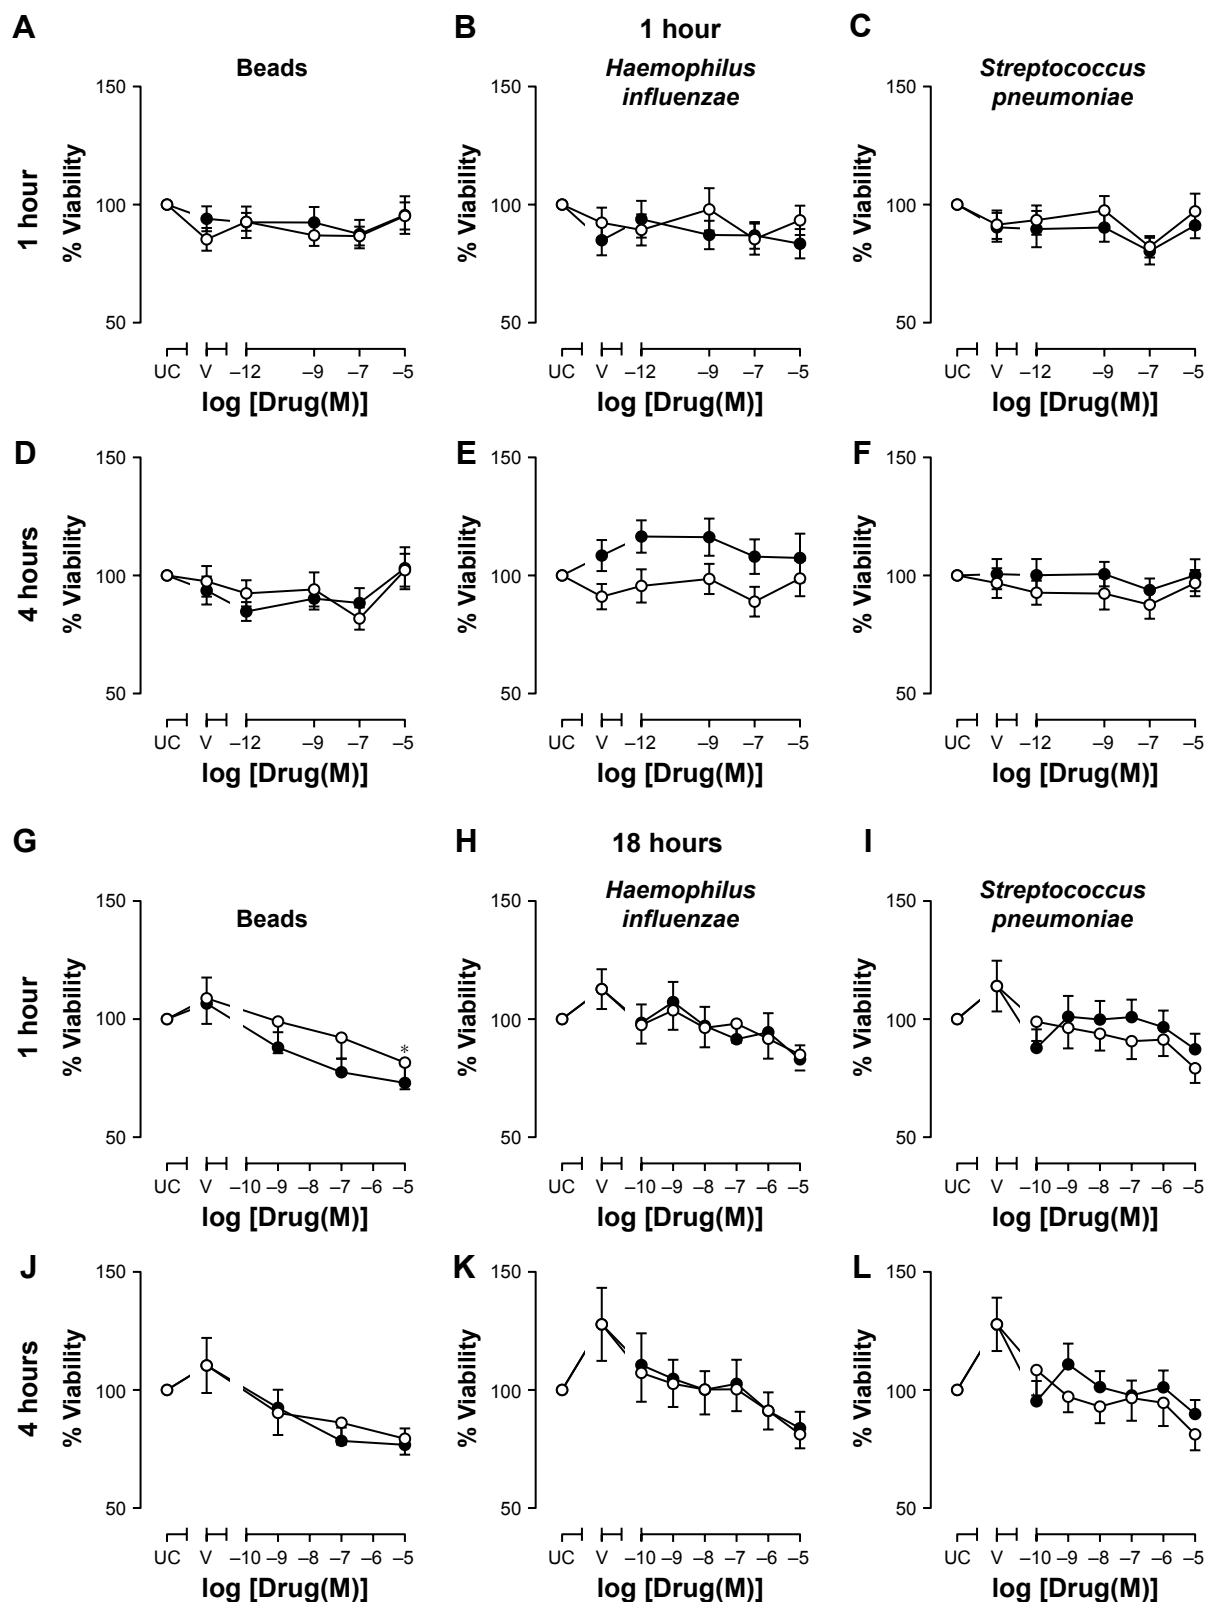 A
B
1 hour
C
Beads
Haemophilus
influenzae
Streptococcus
pneumoniae
1 hour
% Viability
150
100
50
UC V –12 –9 –7 –5
log [Drug(M)]
% Viability
150
100
50
UC V –12 –9 –7 –5
log [Drug(M)]
% Viability
150
100
50
UC V –12 –9 –7 –5
log [Drug(M)]
D
E
F
4 hours
% Viability
150
100
50
UC V –12 –9 –7 –5
log [Drug(M)]
% Viability
150
100
50
UC V –12 –9 –7 –5
log [Drug(M)]
% Viability
150
100
50
UC V –12 –9 –7 –5
log [Drug(M)]
G
H
18 hours
I
Beads
Haemophilus
influenzae
Streptococcus
pneumoniae
1 hour
% Viability
150
100
50
*
UC V –10 –9 –8 –7 –6 –5
log [Drug(M)]
% Viability
150
100
50
UC V –10 –9 –8 –7 –6 –5
log [Drug(M)]
% Viability
150
100
50
UC V –10 –9 –8 –7 –6 –5
log [Drug(M)]
J
K
L
4 hours
% Viability
150
100
50
UC V –10 –9 –8 –7 –6 –5
log [Drug(M)]
% Viability
150
100
50
UC V –10 –9 –8 –7 –6 –5
log [Drug(M)]
% Viability
150
100
50
UC V –10 –9 –8 –7 –6 –5
log [Drug(M)]